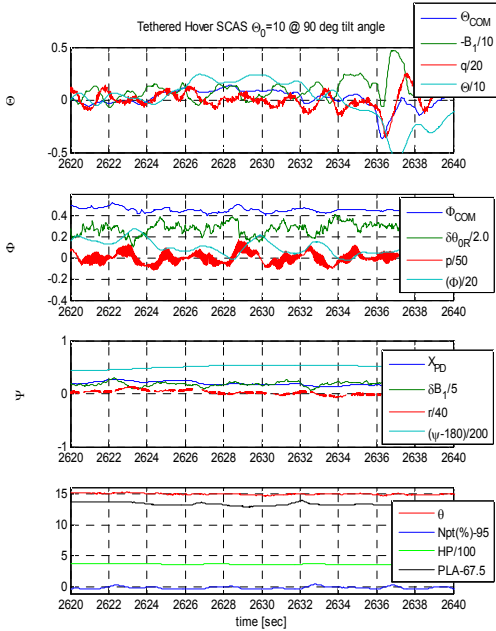 Tethered Hover SCAS Θ₀=10 @ 90 deg tilt angle
Θ_COM
-B₁/10
q/20
Θ/10
0.5
0
-0.5
Θ
2620 2622 2624 2626 2628 2630 2632 2634 2636 2638 2640
Φ_COM
δθ_0R/2.0
p/50
(Φ)/20
0.4
0.2
0
-0.2
-0.4
Φ
2620 2622 2624 2626 2628 2630 2632 2634 2636 2638 2640
X_PD
δB₁/5
r/40
(ψ-180)/200
1
0
-1
Ψ
2620 2622 2624 2626 2628 2630 2632 2634 2636 2638 2640
θ
Npt(%)-95
HP/100
PLA-67.5
15
10
5
0
2620 2622 2624 2626 2628 2630 2632 2634 2636 2638 2640
time [sec]